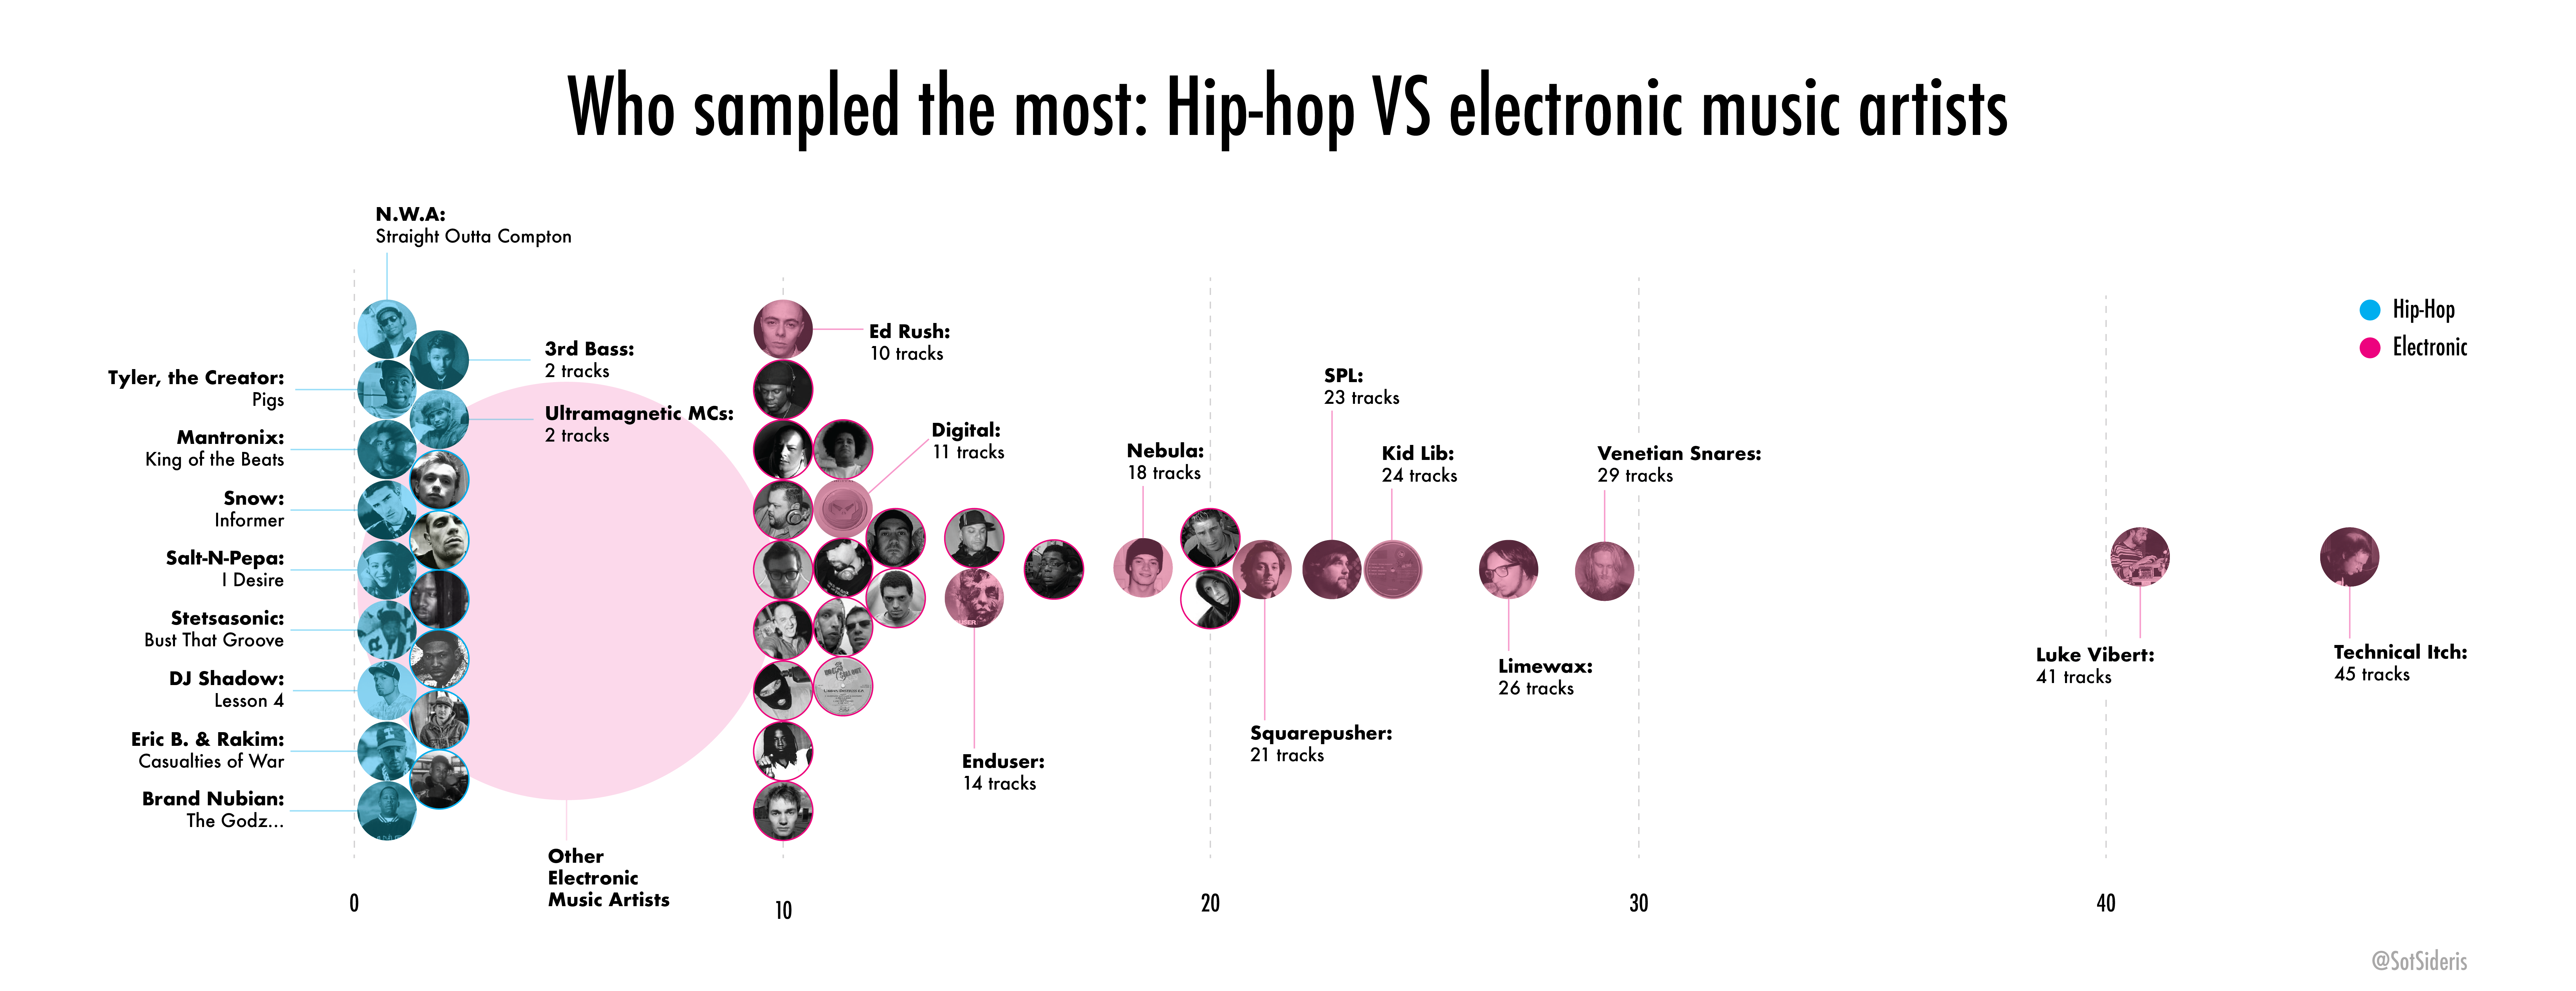 Who sampled the most: Hip-hop VS electronic music artists
N.W.A:
Straight Outta Compton
Hip-Hop
Electronic
3rd Bass:
2 tracks
Ultramagnetic MCs:
2 tracks
Tyler, the Creator:
Pigs
Mantronix:
King of the Beats
Snow:
Informer
Salt-N-Pepa:
I Desire
Stetsasonic:
Bust That Groove
DJ Shadow:
Lesson 4
Eric B. & Rakim:
Casualties of War
Brand Nubian:
The Godz...
Other
Electronic
Music Artists
Ed Rush:
10 tracks
Digital:
11 tracks
Enduser:
14 tracks
Nebula:
18 tracks
Squarepusher:
21 tracks
SPL:
23 tracks
Kid Lib:
24 tracks
Limewax:
26 tracks
Venetian Snares:
29 tracks
Luke Vibert:
41 tracks
Technical Itch:
45 tracks
0
10
20
30
40
@SotSideris